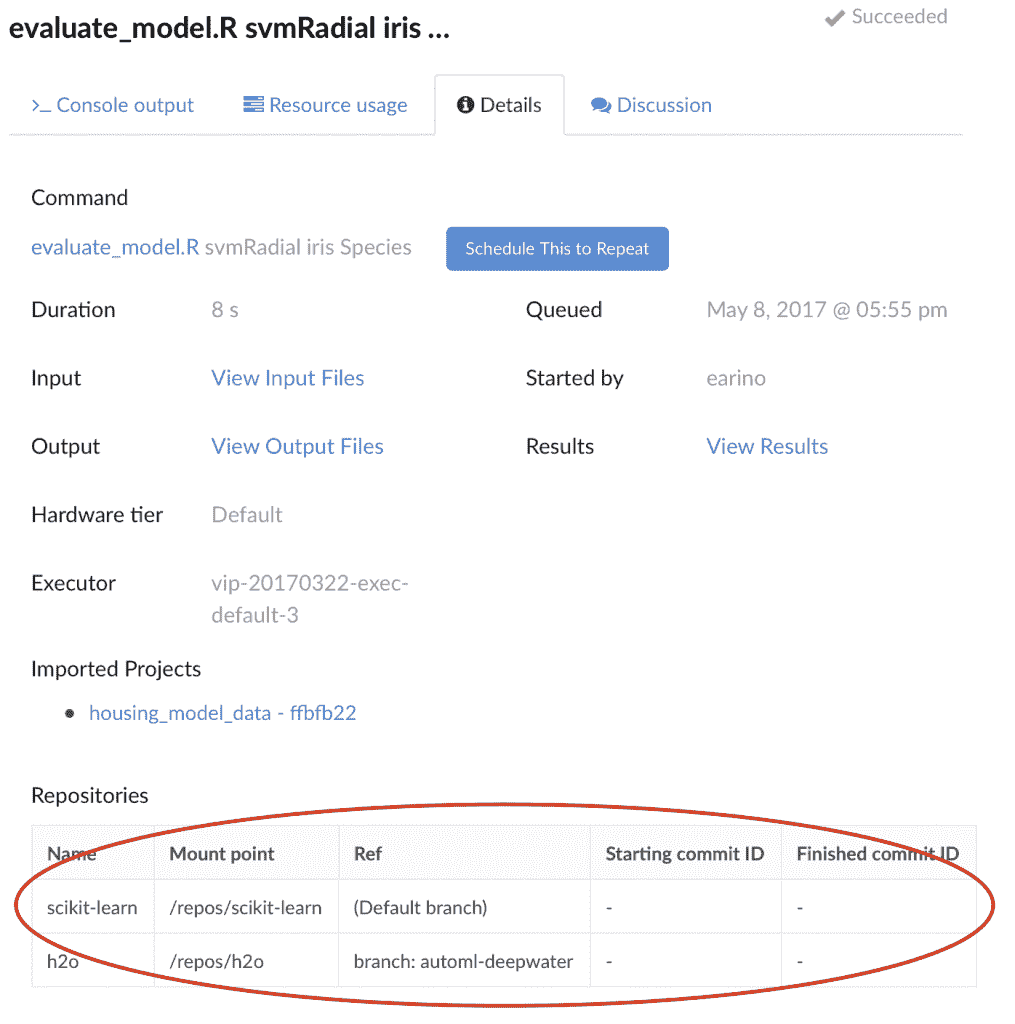 evaluate_model.R svmRadial iris ...
Succeeded
>_ Console output
Resource usage
Details
Discussion
Command
evaluate_model.R svmRadial iris Species
Schedule This to Repeat
Duration 8 s Queued May 8, 2017 @ 05:55 pm
Input View Input Files Started by earino
Output View Output Files Results View Results
Hardware tier Default
Executor vip-20170322-exec-
default-3
Imported Projects
housing_model_data - ffbfb22
Repositories
Name Mount point Ref Starting commit ID Finished commit ID
scikit-learn /repos/scikit-learn (Default branch) - -
h2o /repos/h2o branch: automl-deepwater - -